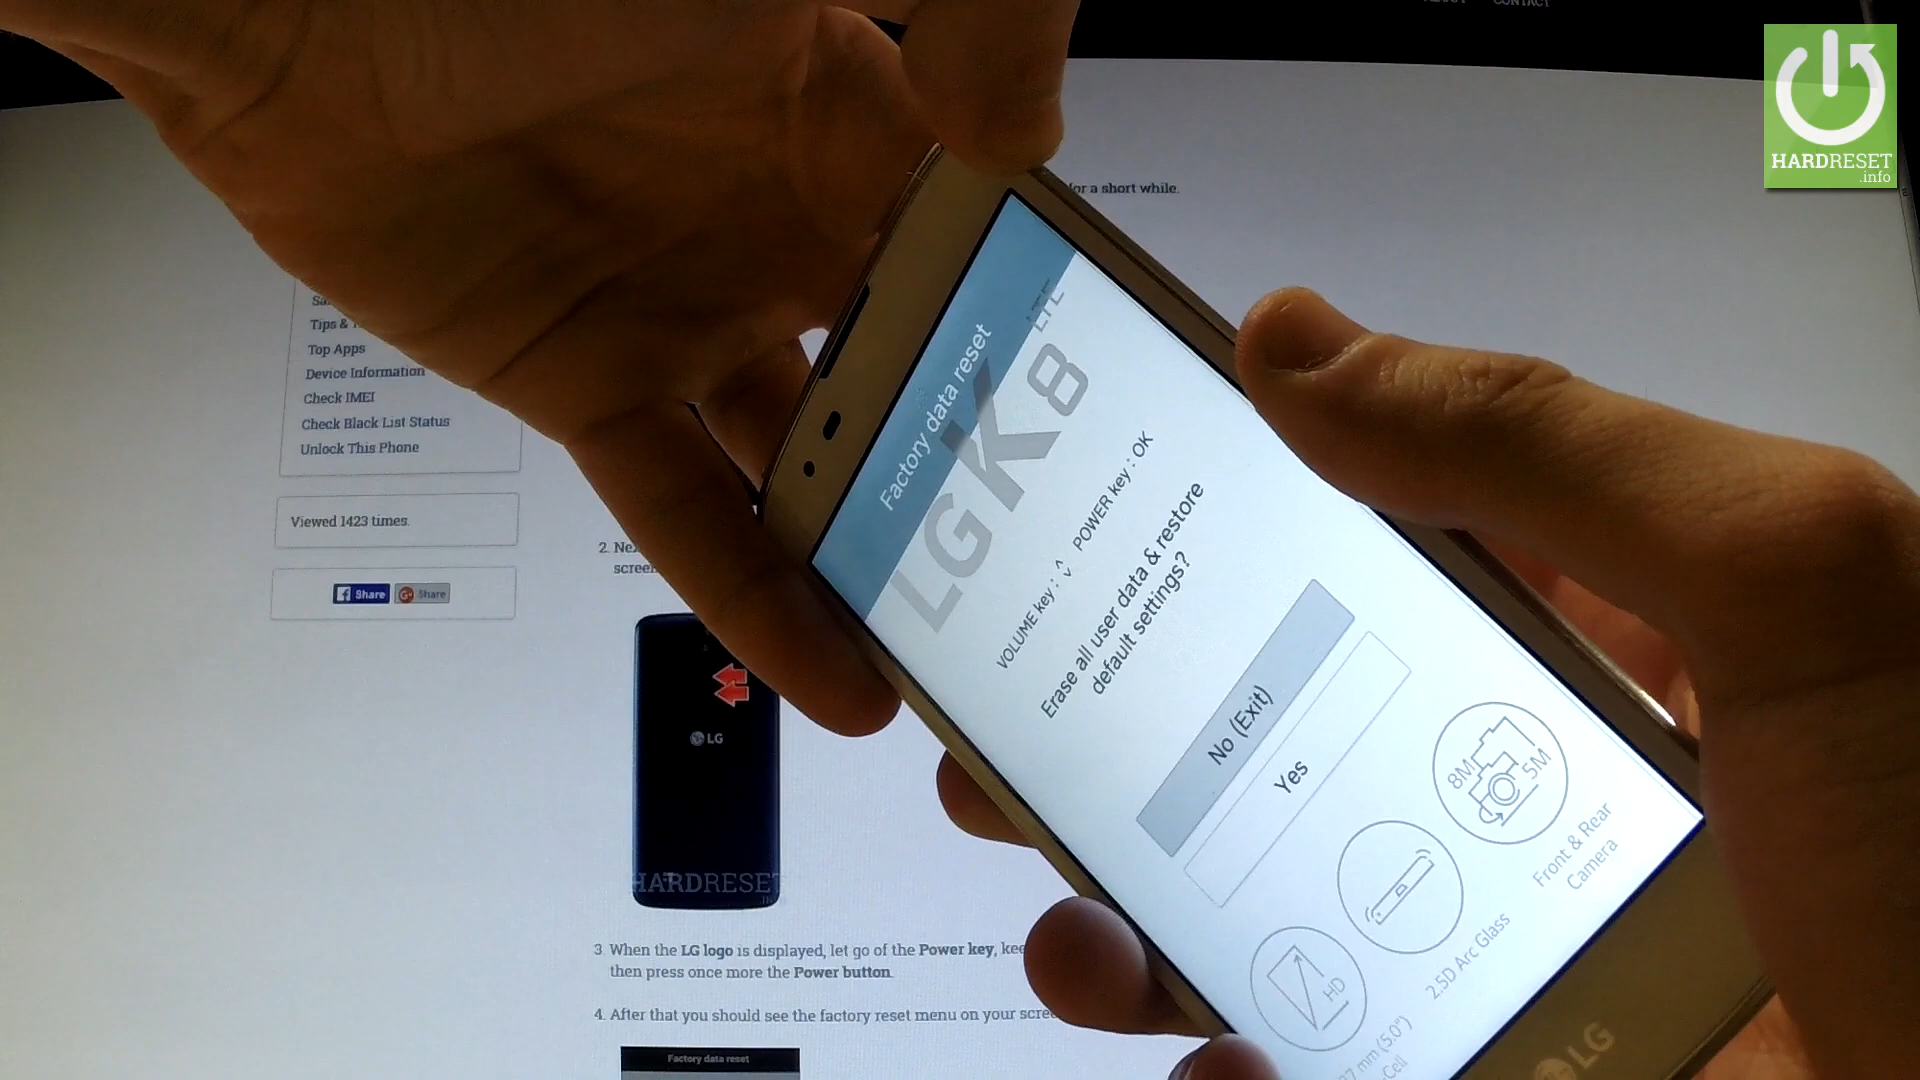 CONTACT
HARDRESET
.info
for a short while.
Tips &
Top Apps
Device Information
Check IMEI
Check Black List Status
Unlock This Phone
Viewed 1423 times.
Share
Share
2.
LG
HARDRESET
3. When the LG logo is displayed, let go of the Power key,
then press once more the Power button.
4. After that you should see the factory reset menu on your
Factory data reset
Factory data reset
LG K8
LTE
VOLUME key : POWER key : OK
Erase all user data & restore
default settings?
No (Exit)
Yes
8M
5M
Front & Rear
Camera
2.5D Arc Glass
HD
mm (5.0")
LG